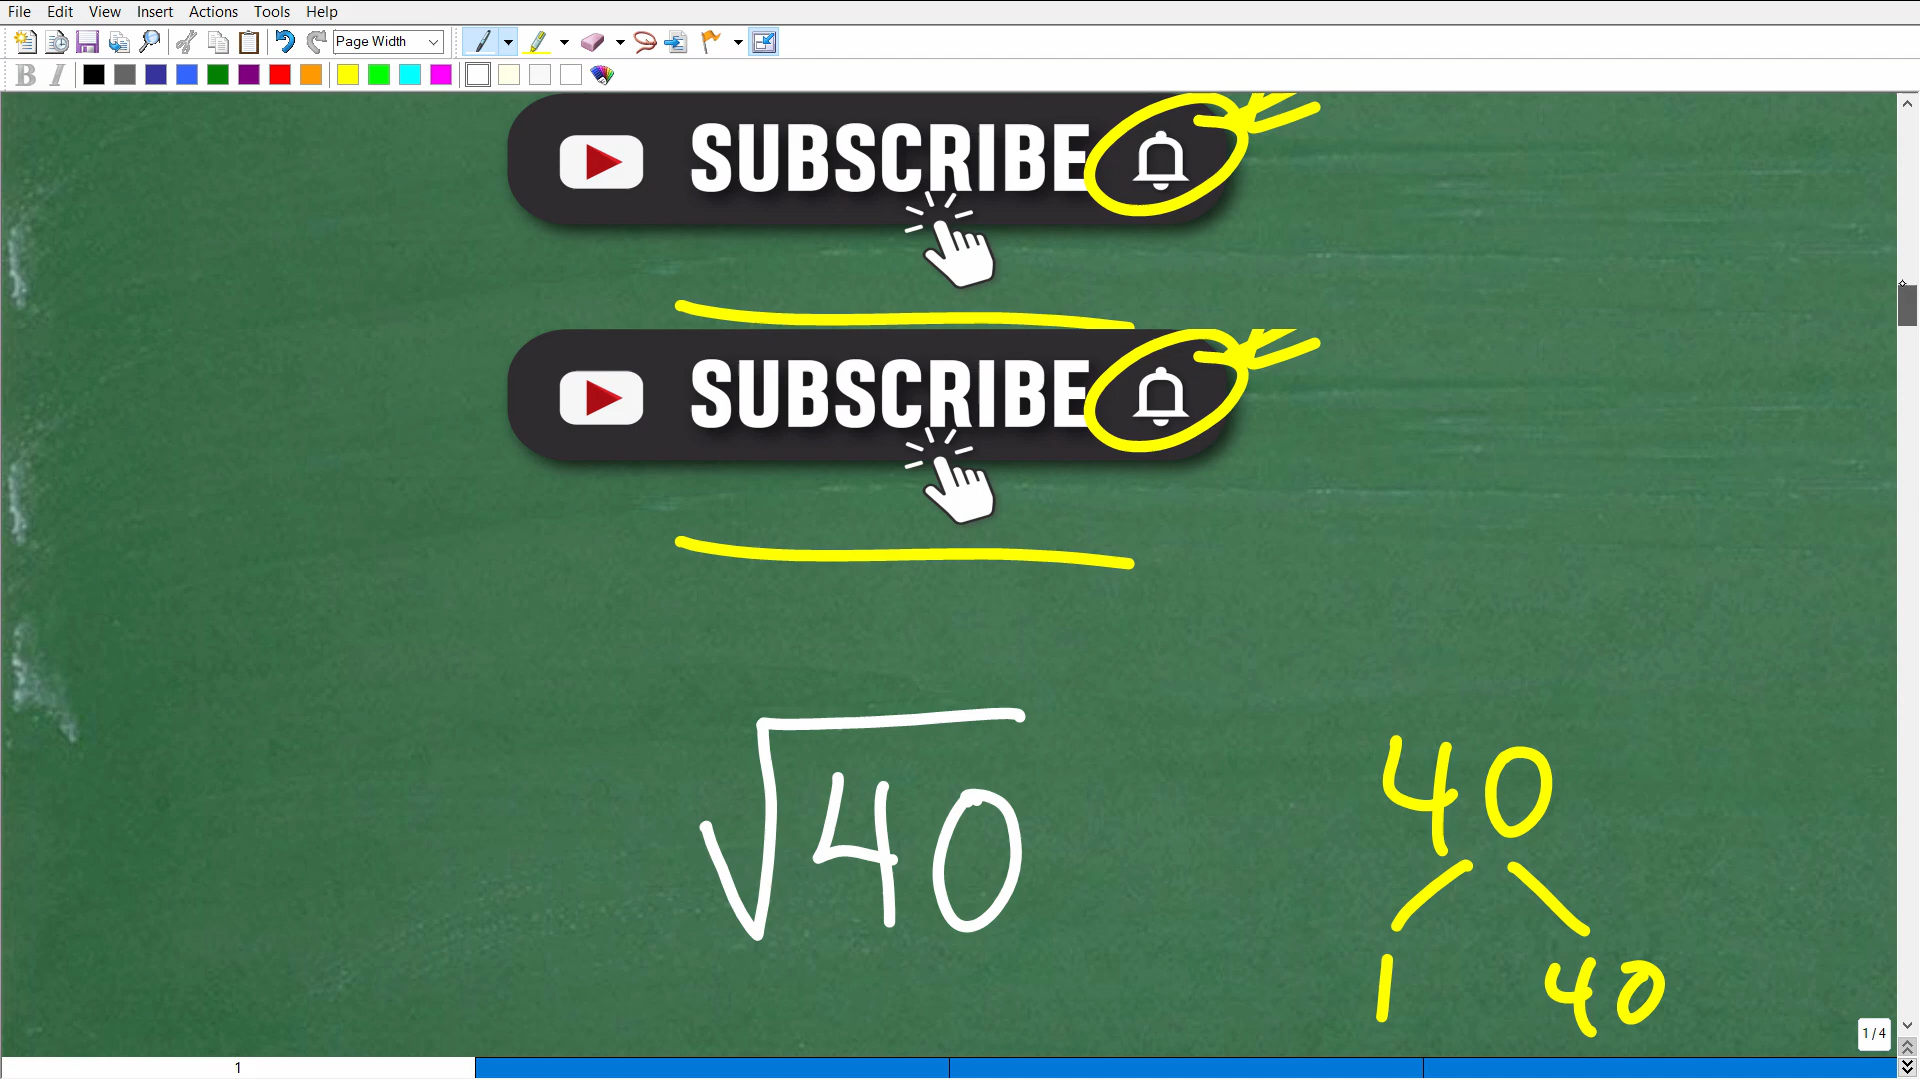 File Edit View Insert Actions Tools Help
Page Width
B I
SUBSCRIBE
SUBSCRIBE
√40
40
1 40
1 / 4
1